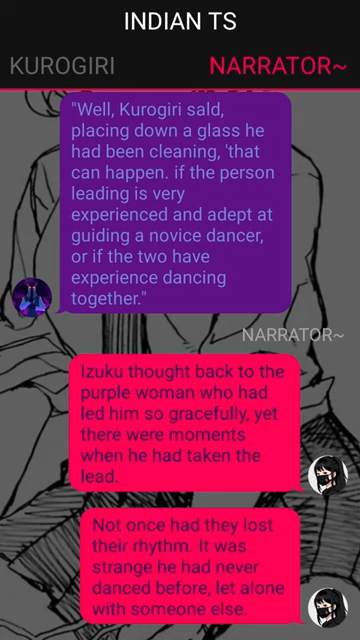 INDIAN TS
KUROGIRI
NARRATOR~
"Well, Kurogiri sald,
placing down a glass he
had been cleaning, 'that
can happen. if the person
leading is very
experienced and adept at
guiding a novice dancer,
or if the two have
experience dancing
together."
NARRATOR~
Izuku thought back to the
purple woman who had
led him so gracefully, yet
there were moments
when he had taken the
lead.
Not once had they lost
their rhythm. It was
strange he had never
danced before, let alone
with someone else.